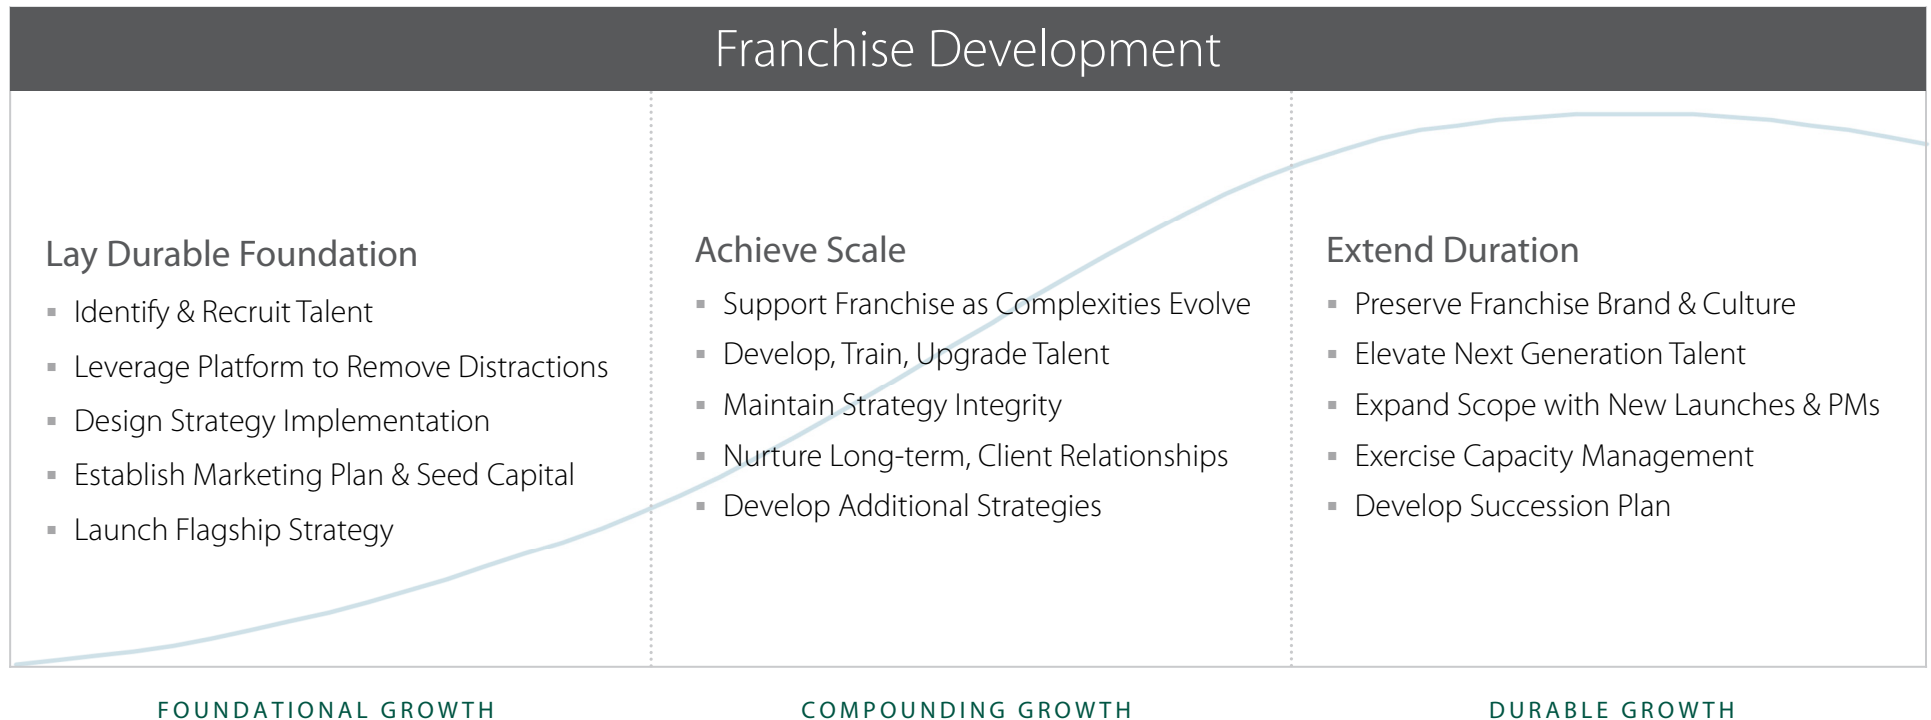 Franchise Development
Lay Durable Foundation
▪ Identify & Recruit Talent
▪ Leverage Platform to Remove Distractions
▪ Design Strategy Implementation
▪ Establish Marketing Plan & Seed Capital
▪ Launch Flagship Strategy
Achieve Scale
▪ Support Franchise as Complexities Evolve
▪ Develop, Train, Upgrade Talent
▪ Maintain Strategy Integrity
▪ Nurture Long-term, Client Relationships
▪ Develop Additional Strategies
Extend Duration
▪ Preserve Franchise Brand & Culture
▪ Elevate Next Generation Talent
▪ Expand Scope with New Launches & PMs
▪ Exercise Capacity Management
▪ Develop Succession Plan
FOUNDATIONAL GROWTH
COMPOUNDING GROWTH
DURABLE GROWTH